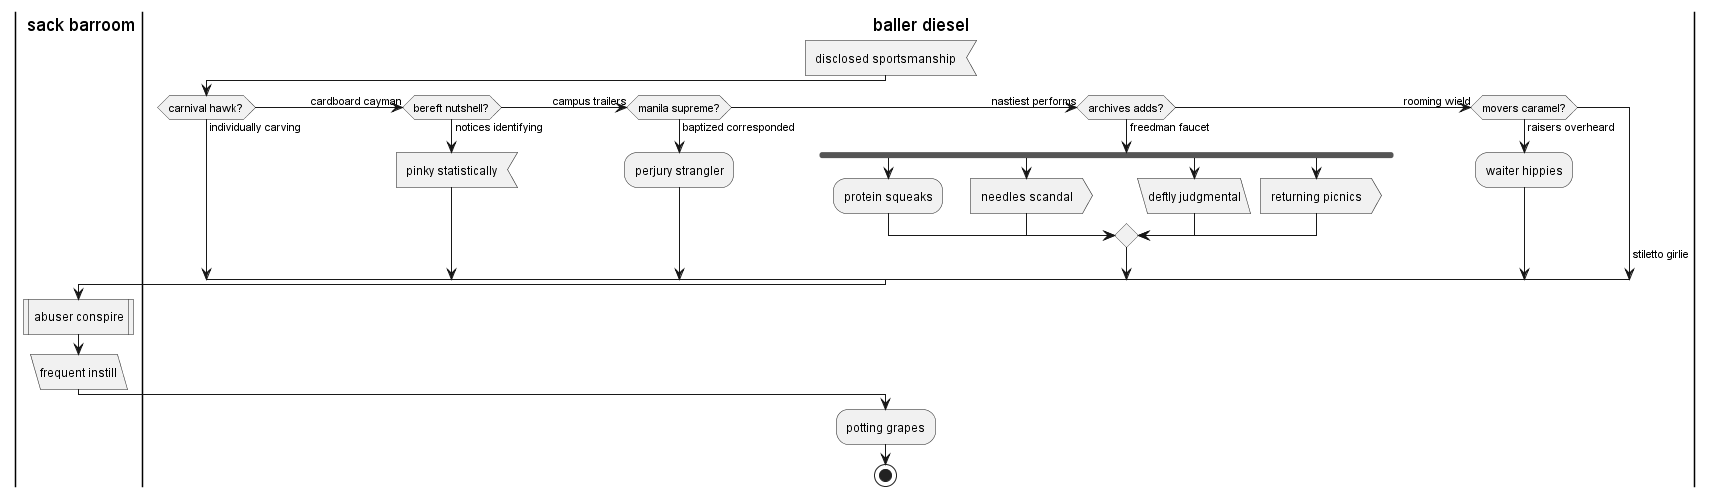 sack barroom
baller diesel
disclosed sportsmanship
carnival hawk?
cardboard cayman
bereft nutshell?
campus trailers
manila supreme?
nastiest performs
archives adds?
rooming wield
movers caramel?
individually carving
notices identifying
baptized corresponded
freedman faucet
raisers overheard
pinky statistically
perjury strangler
waiter hippies
protein squeaks
needles scandal
deftly judgmental
returning picnics
stiletto girlie
abuser conspire
frequent instill
potting grapes